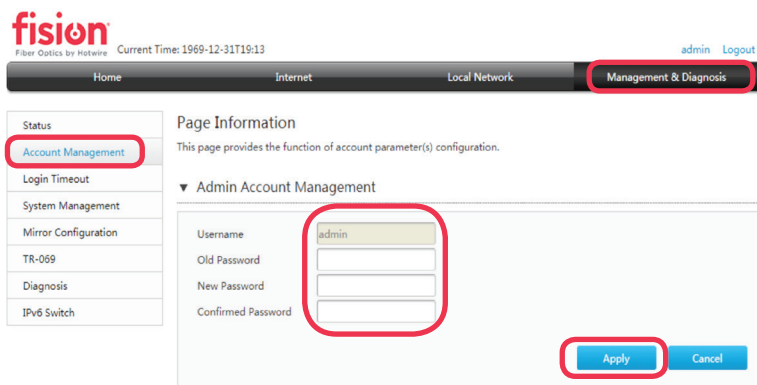 fision
Fiber Optics by Hotwire
Current Time: 1969-12-31T19:13
admin Logout
Home Internet Local Network Management & Diagnosis
Status
Account Management
Login Timeout
System Management
Mirror Configuration
TR-069
Diagnosis
IPv6 Switch
Page Information
This page provides the function of account parameter(s) configuration.
▼ Admin Account Management
Username admin
Old Password
New Password
Confirmed Password
Apply Cancel